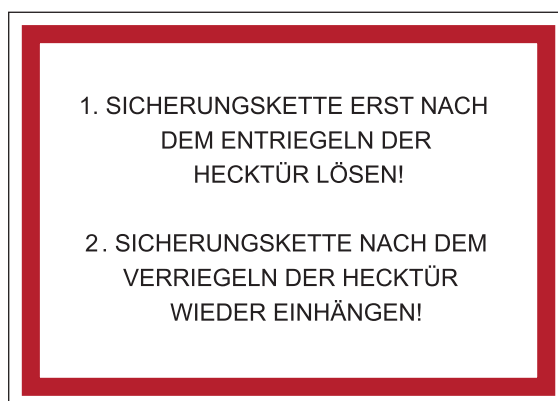 1. SICHERUNGSKETTE ERST NACH
DEM ENTRIEGELN DER
HECKTÜR LÖSEN!
2. SICHERUNGSKETTE NACH DEM
VERRIEGELN DER HECKTÜR
WIEDER EINHÄNGEN!